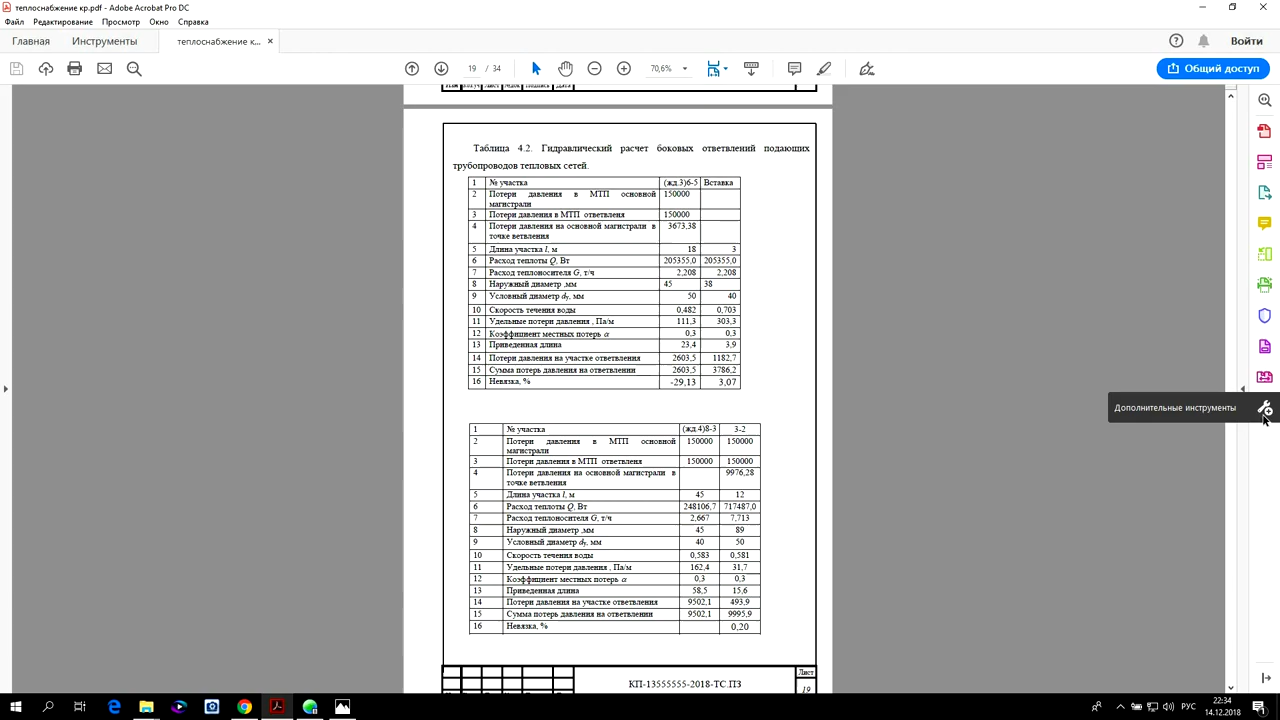 теплоснабжение кр.pdf - Adobe Acrobat Pro DC
Файл Редактирование Просмотр Окно Справка
Главная Инструменты теплоснабжение к... × Войти
19 / 34 70,6% Общий доступ
Изм Кол.уч Лист №док Подпись Дата
Таблица 4.2. Гидравлический расчет боковых ответвлений подающих
трубопроводов тепловых сетей.
1 № участка (жд.3)6-5 Вставка
2 Потери давления в МТП основной магистрали 150000
3 Потери давления в МТП ответвленя 150000
4 Потери давления на основной магистрали в точке ветвления 3673,38
5 Длина участка l, м 18 3
6 Расход теплоты Q, Вт 205355,0 205355,0
7 Расход теплоносителя G, т/ч 2,208 2,208
8 Наружный диаметр ,мм 45 38
9 Условный диаметр dу, мм 50 40
10 Скорость течения воды 0,482 0,703
11 Удельные потери давления , Па/м 111,3 303,3
12 Коэффициент местных потерь α 0,3 0,3
13 Приведенная длина 23,4 3,9
14 Потери давления на участке ответвления 2603,5 1182,7
15 Сумма потерь давления на ответвлении 2603,5 3786,2
16 Невязка, % -29,13 3,07
Дополнительные инструменты
1 № участка (жд.4)8-3 3-2
2 Потери давления в МТП основной магистрали 150000 150000
3 Потери давления в МТП ответвленя 150000 150000
4 Потери давления на основной магистрали в точке ветвления 9976,28
5 Длина участка l, м 45 12
6 Расход теплоты Q, Вт 248106,7 717487,0
7 Расход теплоносителя G, т/ч 2,667 7,713
8 Наружный диаметр ,мм 45 89
9 Условный диаметр dу, мм 40 50
10 Скорость течения воды 0,583 0,581
11 Удельные потери давления , Па/м 162,4 31,7
12 Коэффициент местных потерь α 0,3 0,3
13 Приведенная длина 58,5 15,6
14 Потери давления на участке ответвления 9502,1 493,9
15 Сумма потерь давления на ответвлении 9502,1 9995,9
16 Невязка, % 0,20
КП-13555555-2018-ТС.ПЗ
Лист
19
РУС
22:34
14.12.2018
1